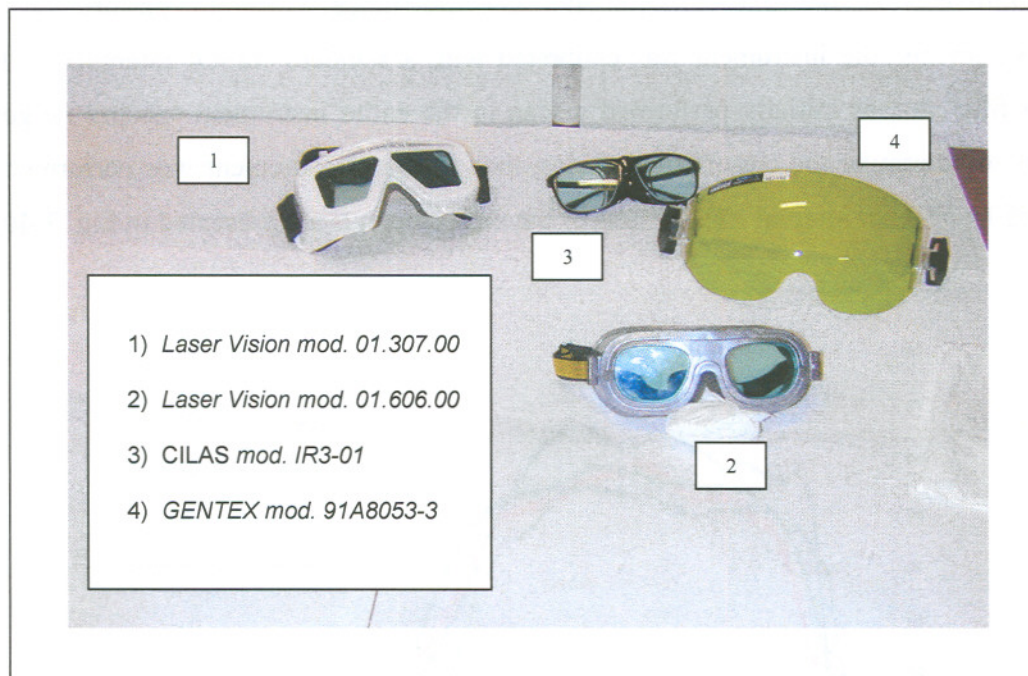 1
4
3
1) Laser Vision mod. 01.307.00
2) Laser Vision mod. 01.606.00
3) CILAS mod. IR3-01
4) GENTEX mod. 91A8053-3
2